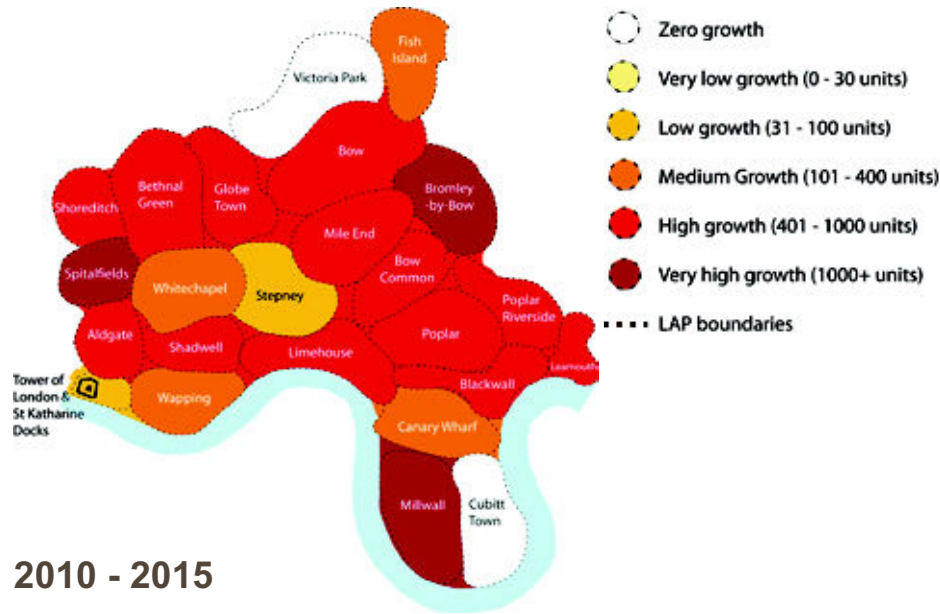 Fish
Island
Victoria Park
Bow
Bethnal
Green
Globe
Town
Shoreditch
Bromley
-by-Bow
Mile End
Spitalfields
Whitechapel
Stepney
Bow
Common
Poplar
Riverside
Aldgate
Shadwell
Limehouse
Poplar
Leamouth
Blackwall
Tower of
London &
St Katharine
Docks
Wapping
Canary Wharf
Millwall
Cubitt
Town
Zero growth
Very low growth (0 - 30 units)
Low growth (31 - 100 units)
Medium Growth (101 - 400 units)
High growth (401 - 1000 units)
Very high growth (1000+ units)
LAP boundaries
2010 - 2015